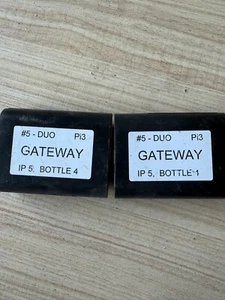 #5 - DUO Pi3
GATEWAY
IP 5, BOTTLE 4
#5 - DUO Pi3
GATEWAY
IP 5, BOTTLE 1